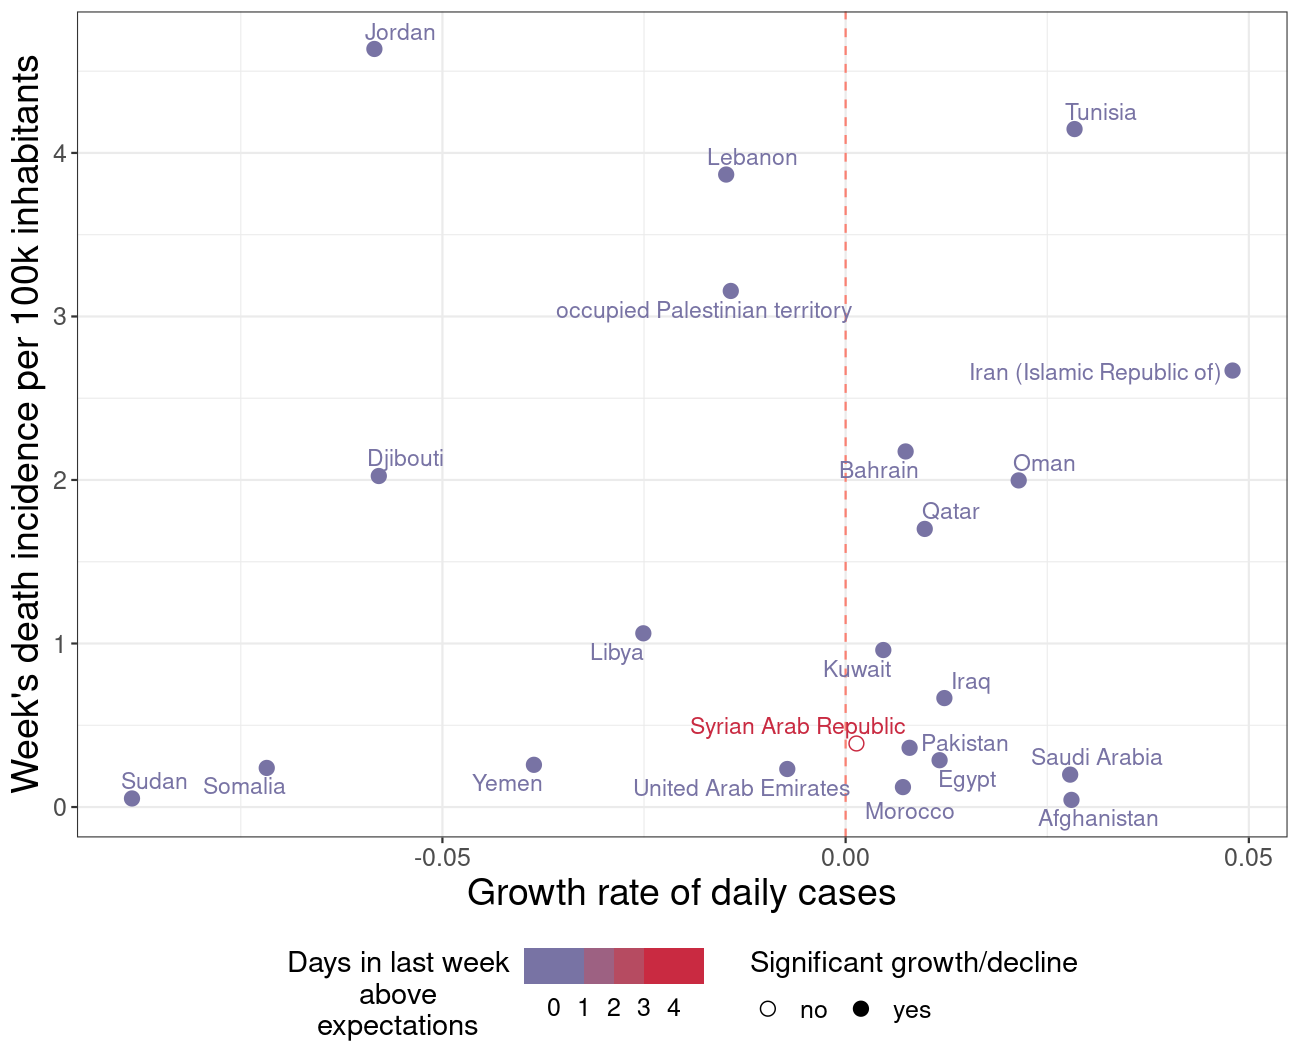 Week's death incidence per 100k inhabitants
4
3
2
1
0
Jordan
Tunisia
Lebanon
occupied Palestinian territory
Iran (Islamic Republic of)
Djibouti
Bahrain
Oman
Qatar
Libya
Kuwait
Iraq
Syrian Arab Republic
Pakistan
Saudi Arabia
Sudan
Somalia
Yemen
United Arab Emirates
Egypt
Morocco
Afghanistan
-0.05
0.00
0.05
Growth rate of daily cases
Days in last week
above
expectations
0 1 2 3 4
Significant growth/decline
no yes